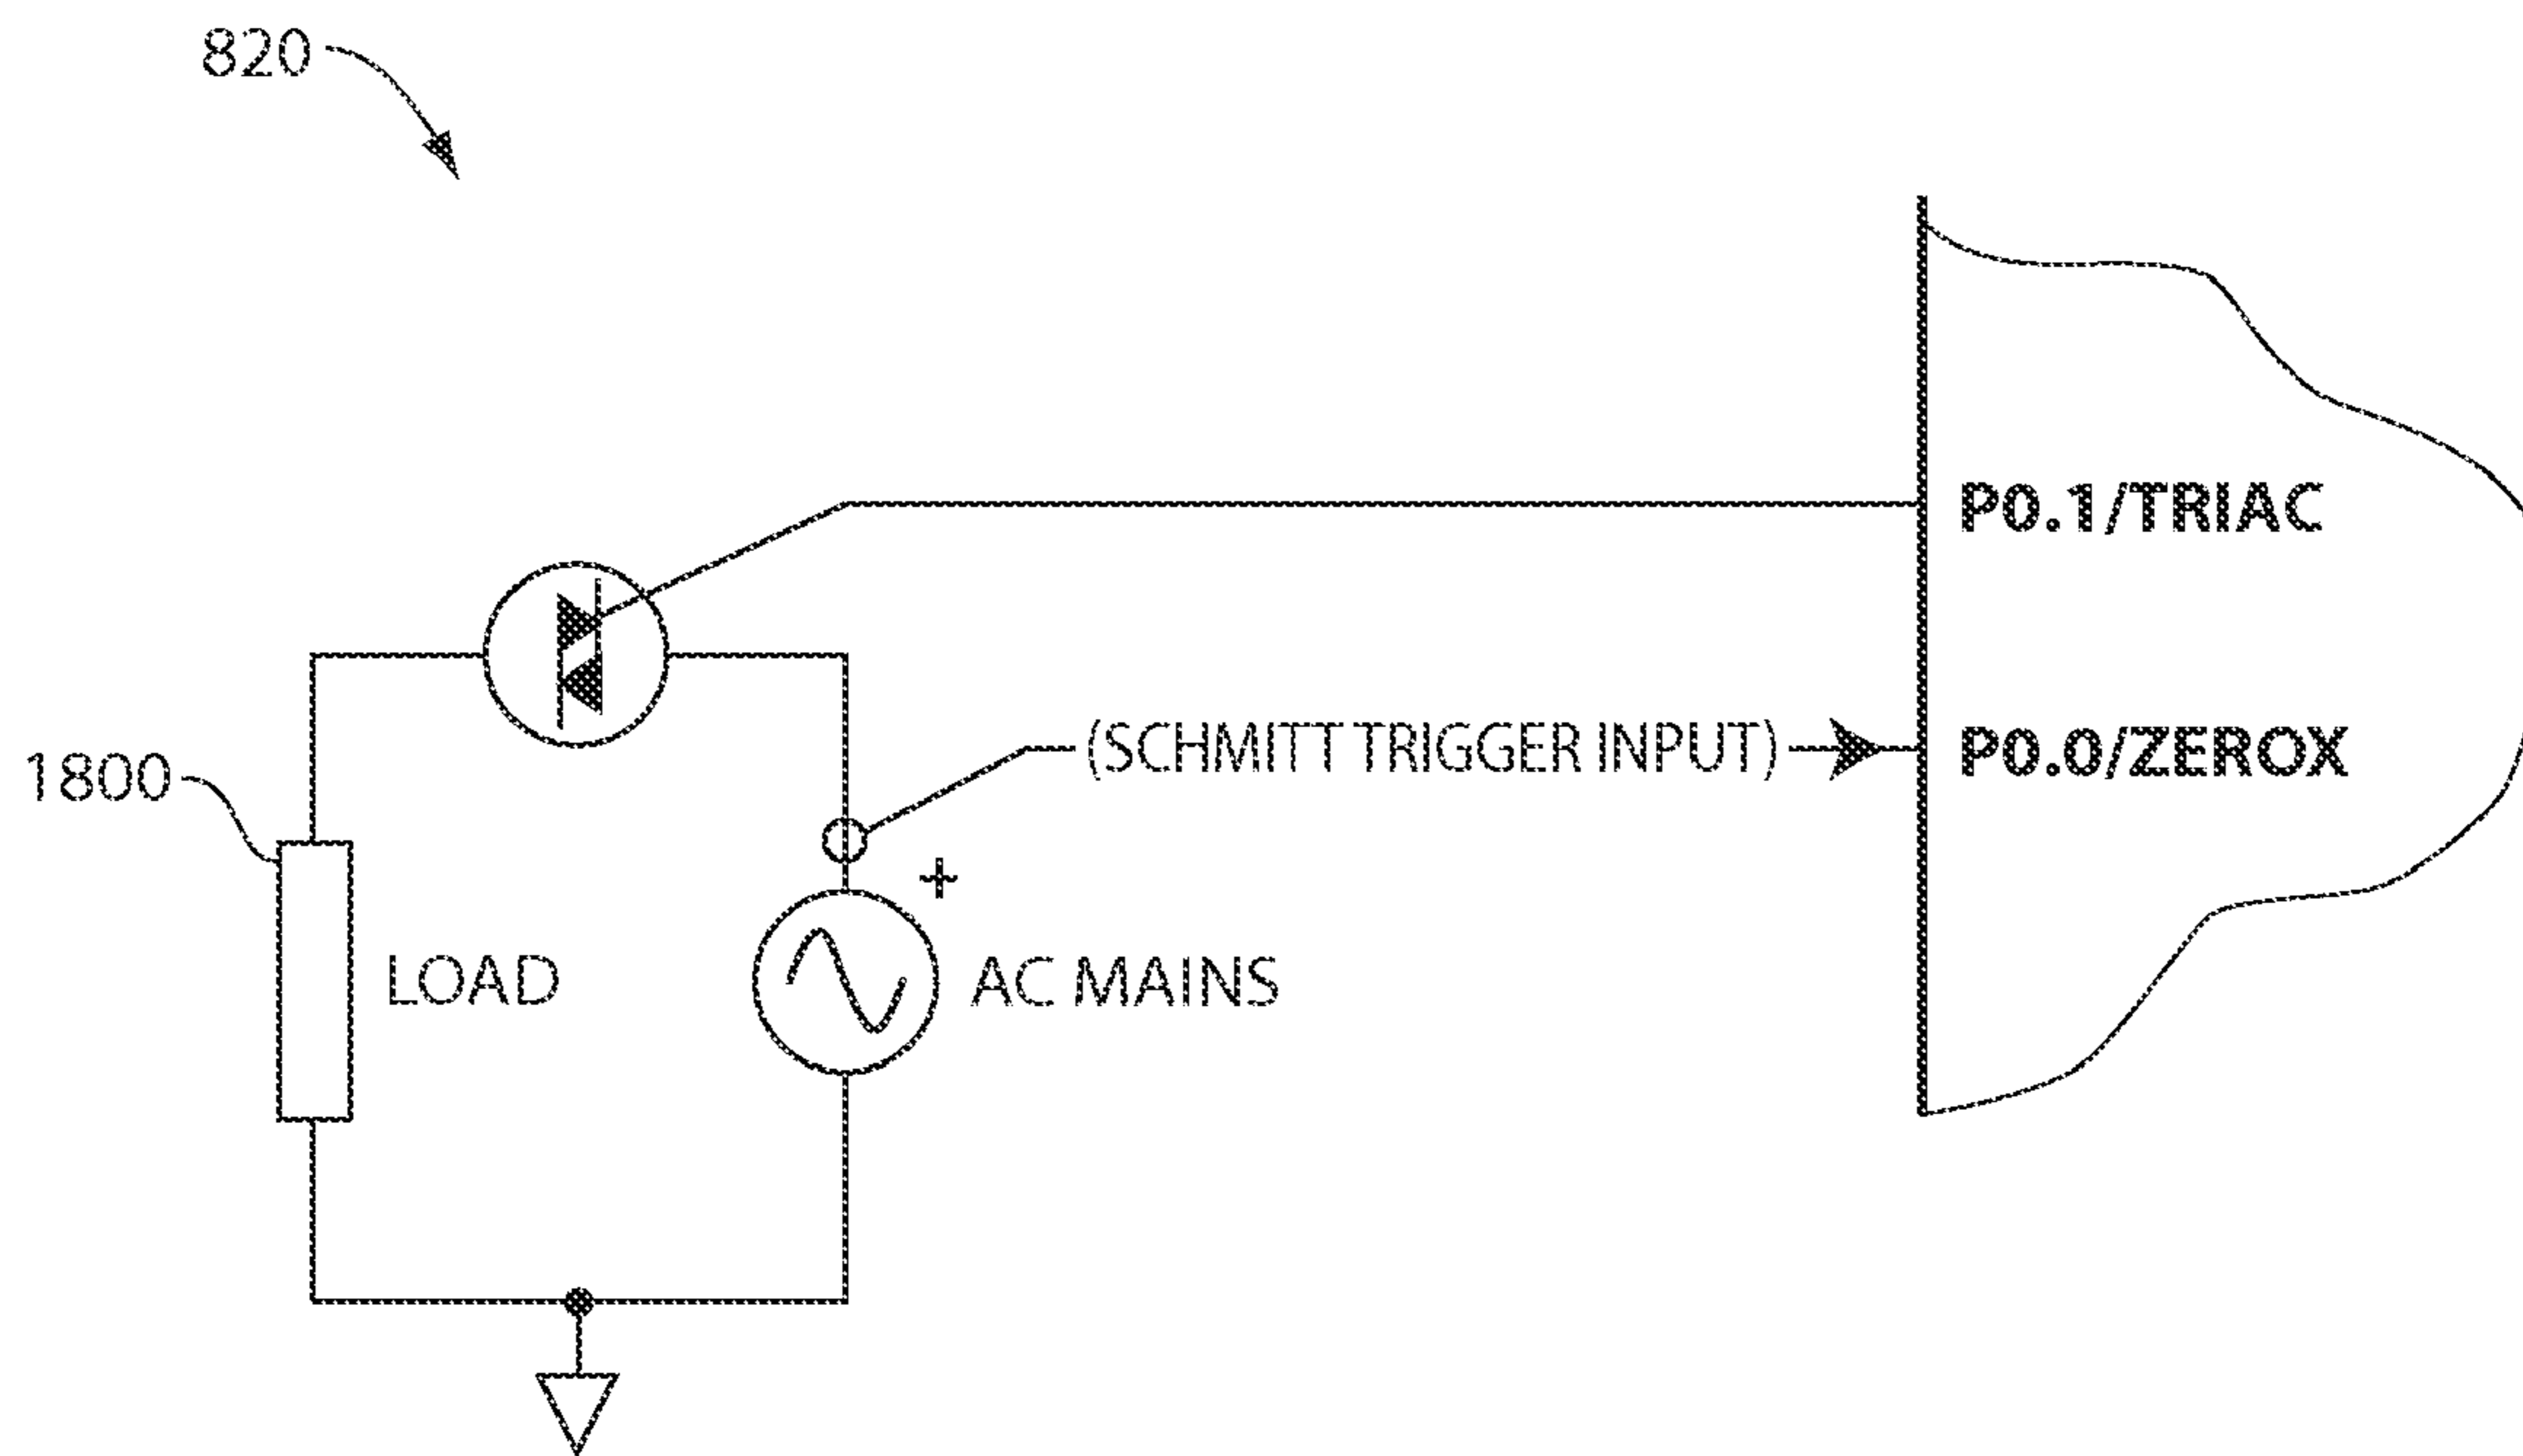 820
P0.1/TRIAC
(SCHMITT TRIGGER INPUT)
P0.0/ZEROX
1800
+
LOAD
AC MAINS